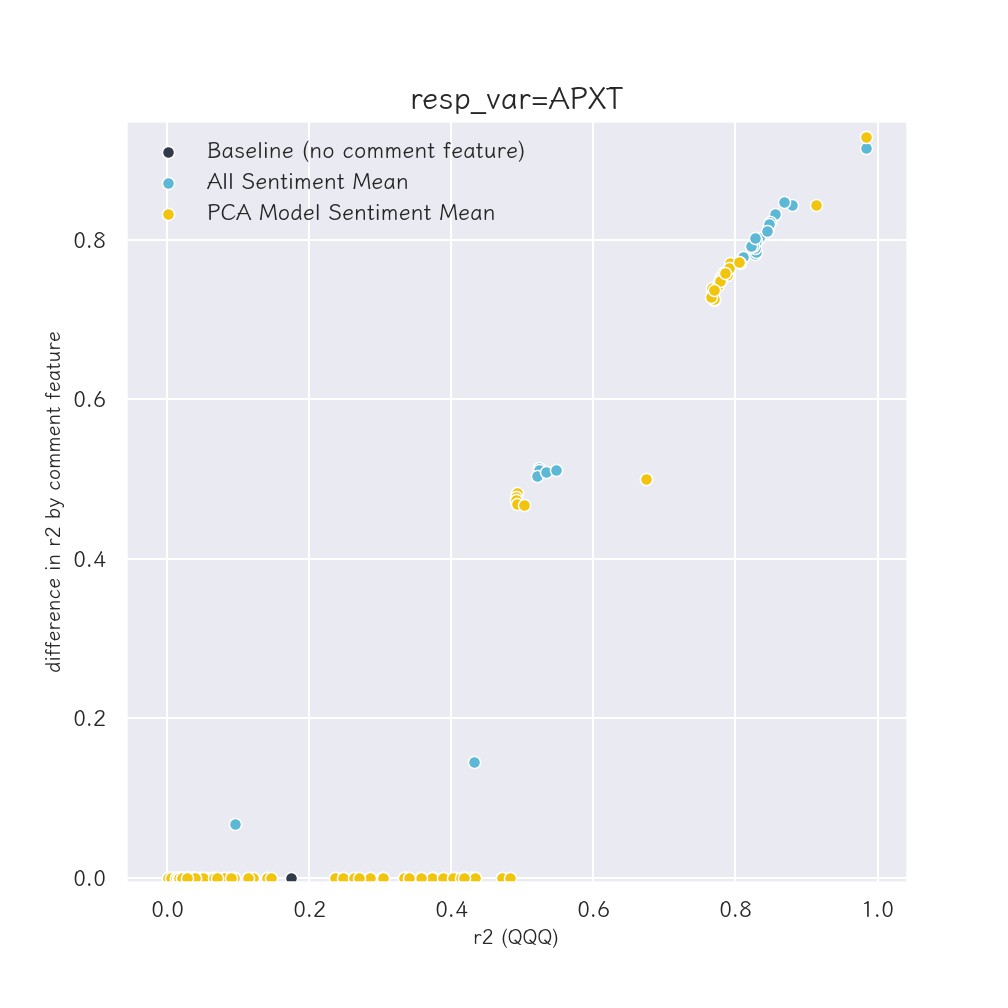 resp_var=APXT
Baseline (no comment feature)
All Sentiment Mean
PCA Model Sentiment Mean
difference in r2 by comment feature
0.8
0.6
0.4
0.2
0.0
0.0 0.2 0.4 0.6 0.8 1.0
r2 (QQQ)